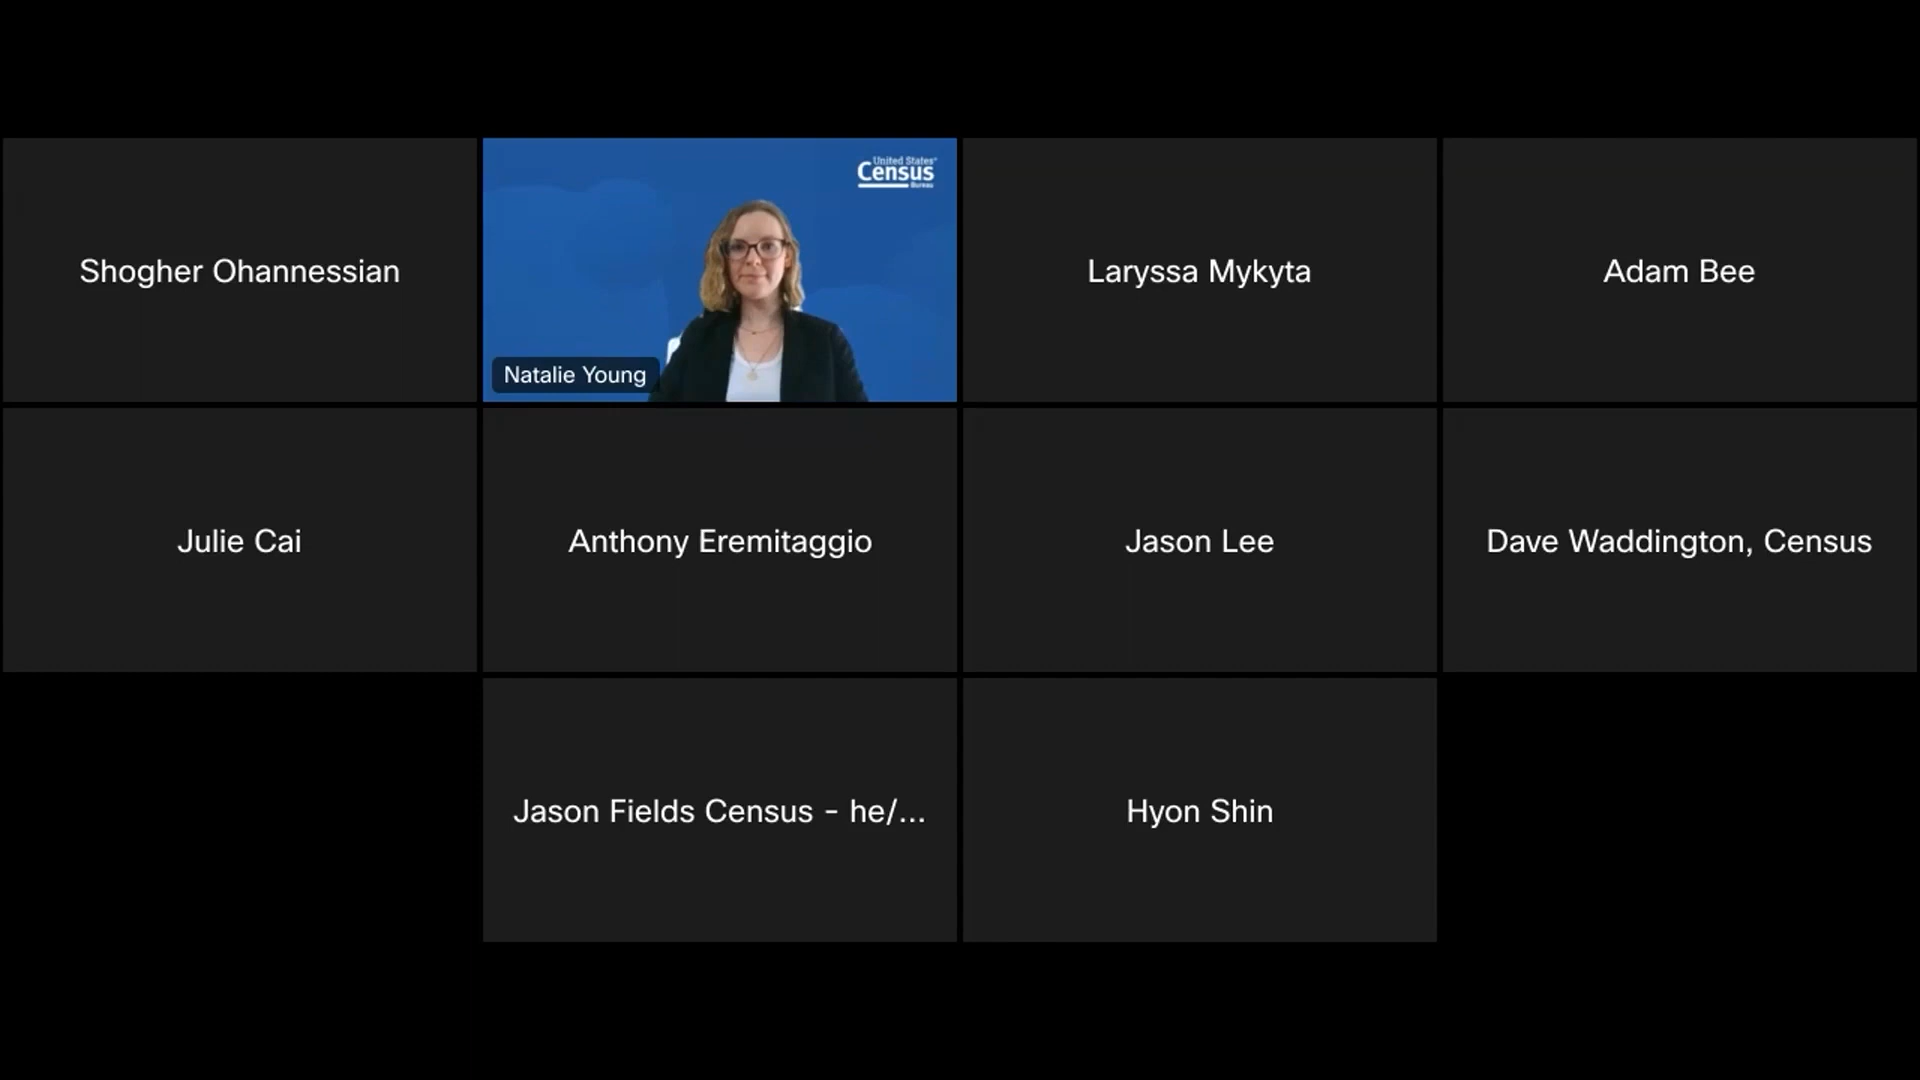 Shogher Ohannessian
United States®
Census
Bureau
Natalie Young
Laryssa Mykyta
Adam Bee
Julie Cai
Anthony Eremitaggio
Jason Lee
Dave Waddington, Census
Jason Fields Census - he/...
Hyon Shin